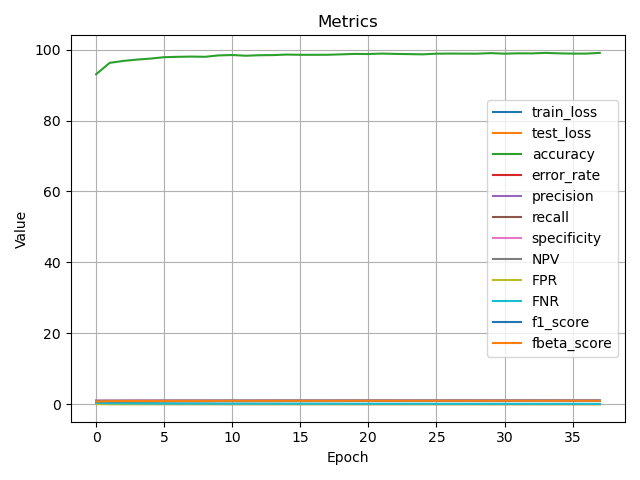 Metrics
100
80
60
40
20
0
Value
train_loss
test_loss
accuracy
error_rate
precision
recall
specificity
NPV
FPR
FNR
f1_score
fbeta_score
0 5 10 15 20 25 30 35
Epoch